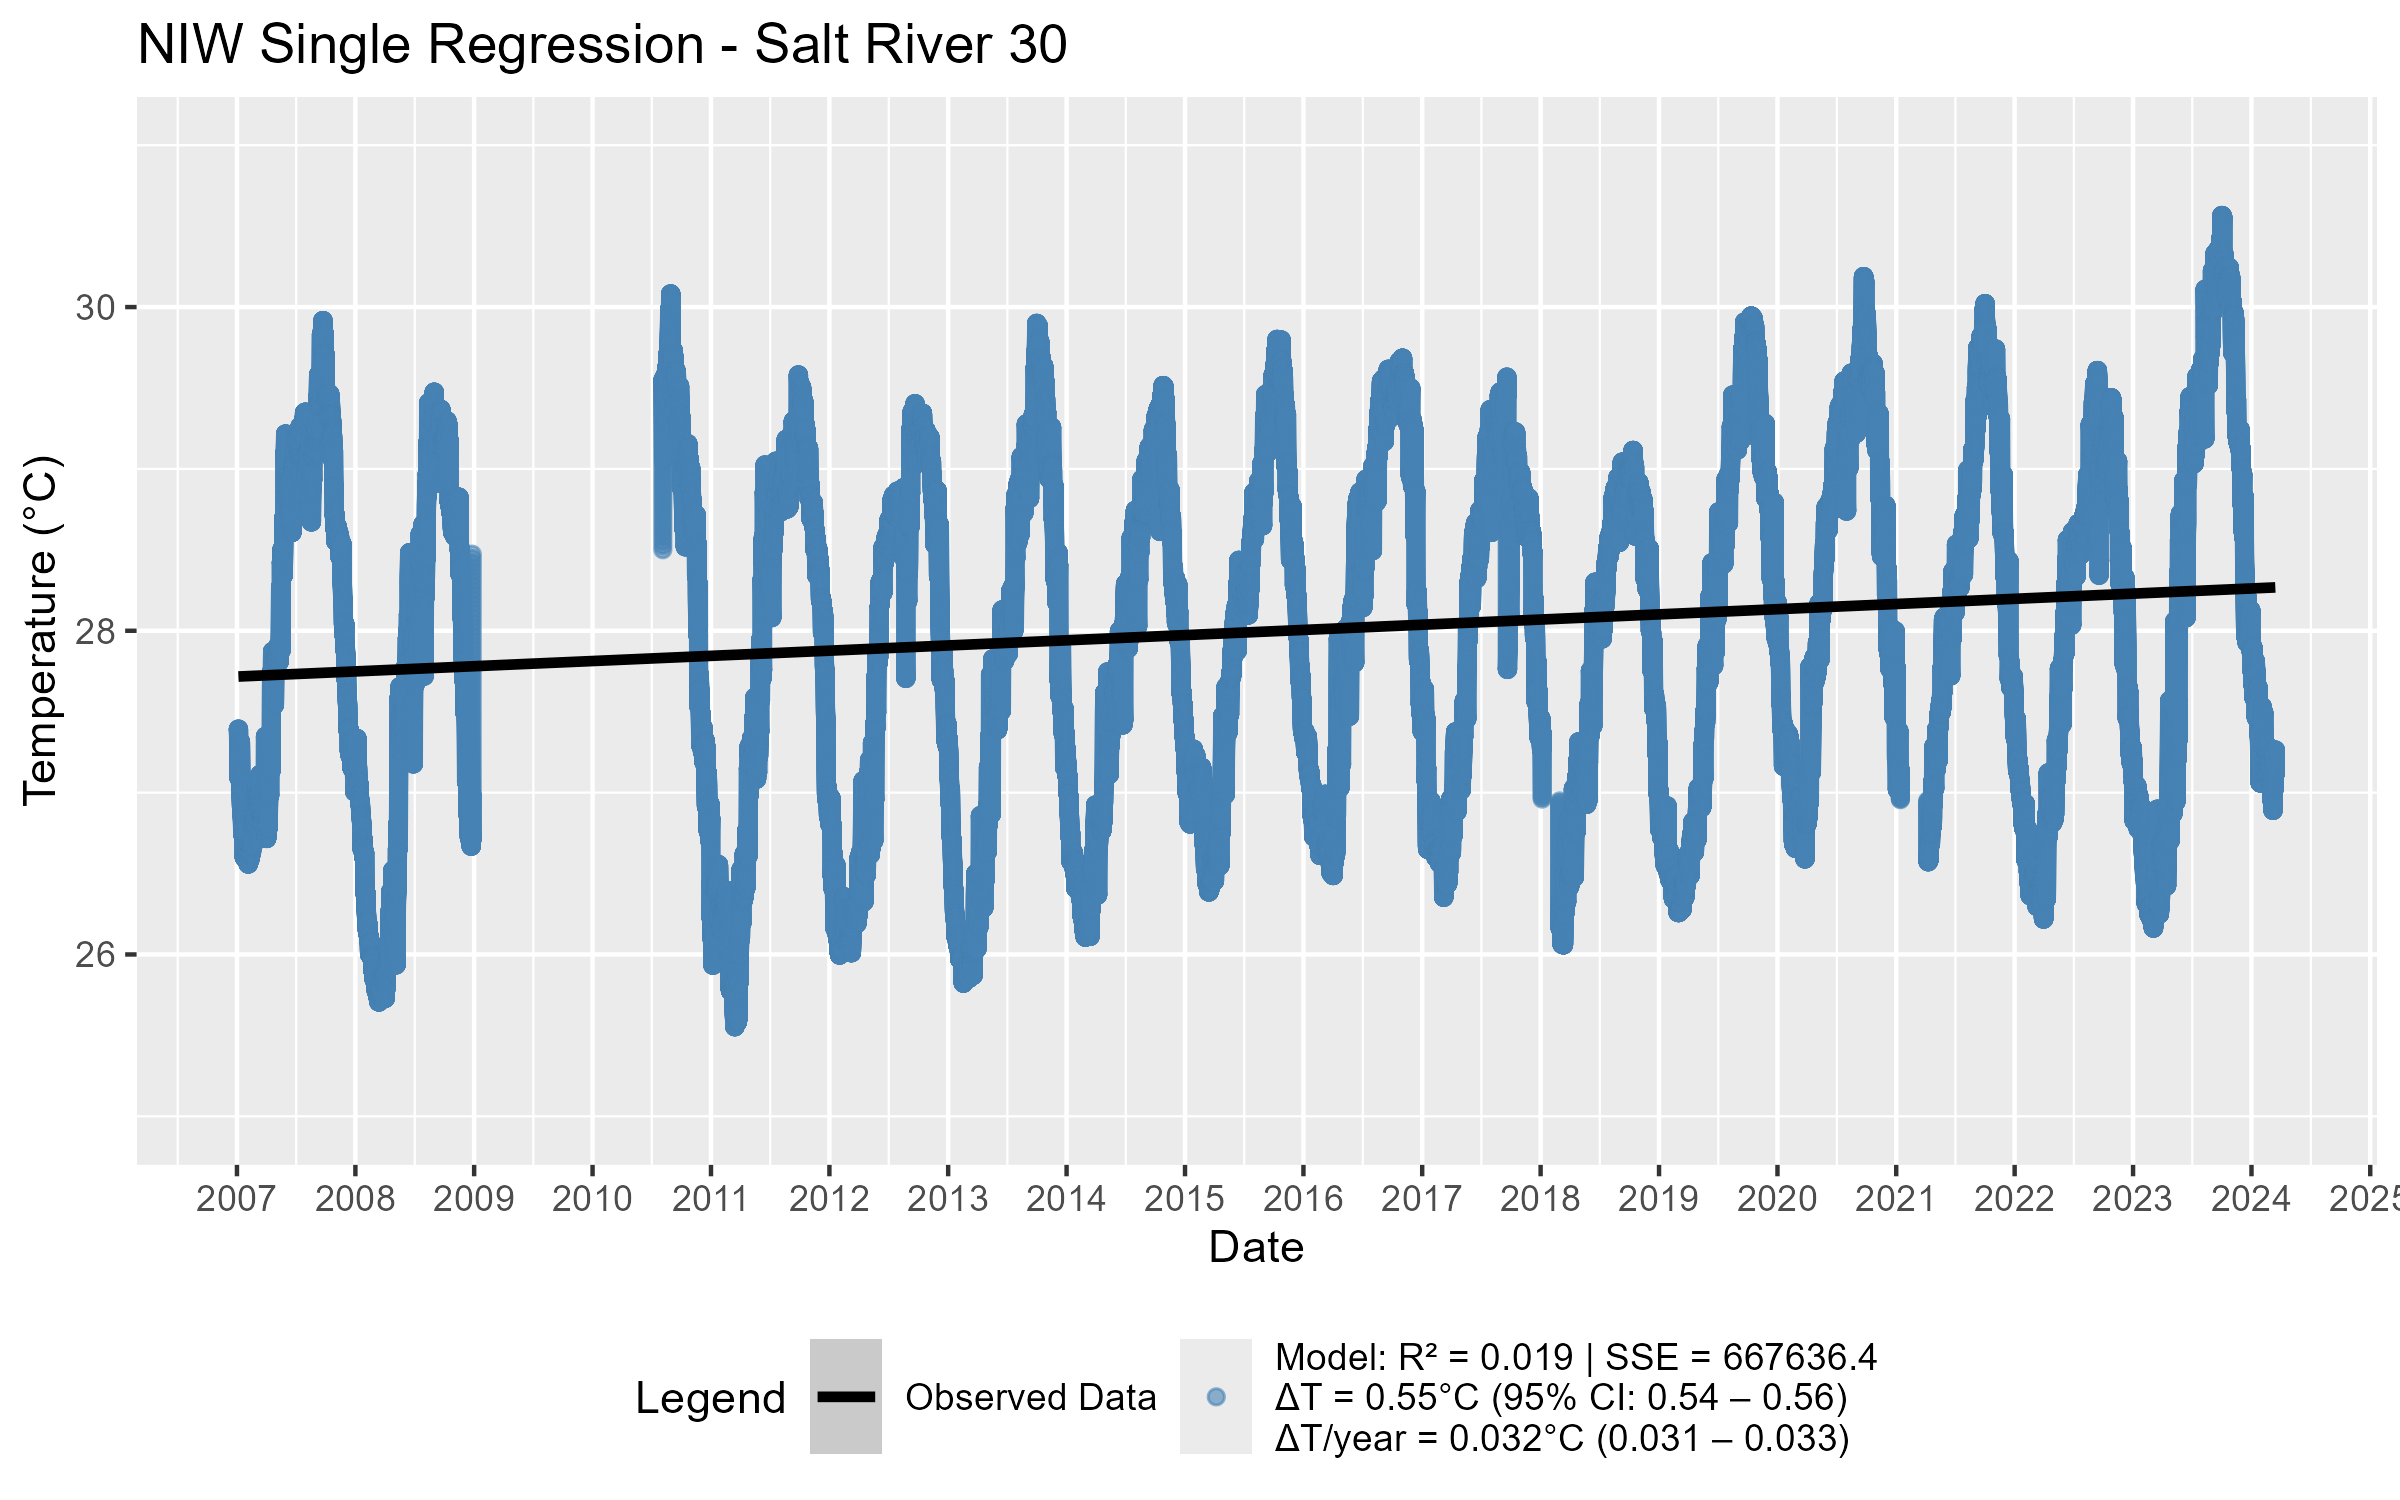 NIW Single Regression - Salt River 30
Temperature (°C)
30
28
26
2007 2008 2009 2010 2011 2012 2013 2014 2015 2016 2017 2018 2019 2020 2021 2022 2023 2024 2025
Date
Legend
Observed Data
Model: R² = 0.019 | SSE = 667636.4
ΔT = 0.55°C (95% CI: 0.54 – 0.56)
ΔT/year = 0.032°C (0.031 – 0.033)